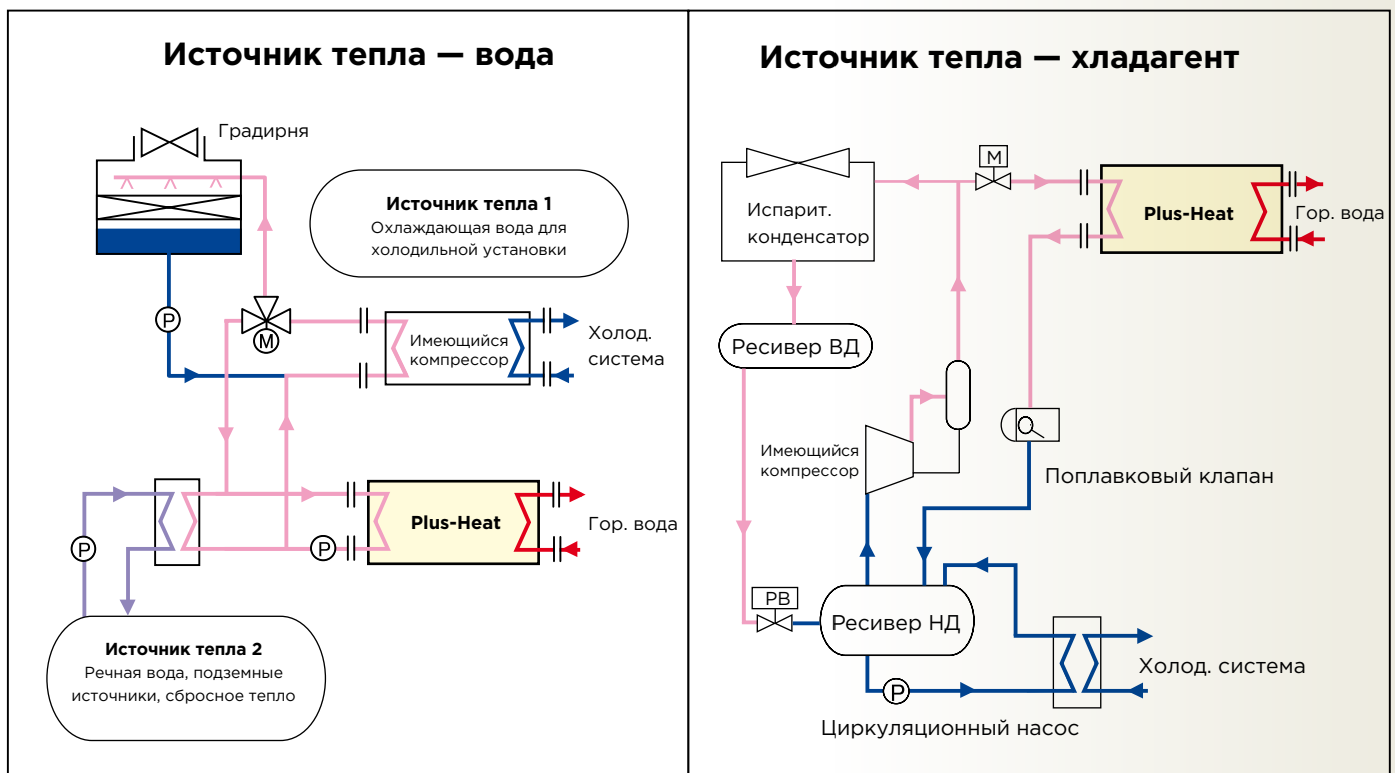 Источник тепла — вода
Градирня
Источник тепла 1
Охлаждающая вода для
холодильной установки
P
M
Имеющийся
компрессор
Холод.
система
Plus-Heat
Гор. вода
P
P
Источник тепла 2
Речная вода, подземные
источники, сбросное тепло
Источник тепла — хладагент
M
Испарит.
конденсатор
Plus-Heat
Гор. вода
Ресивер ВД
Имеющийся
компрессор
Поплавковый клапан
РВ
Ресивер НД
P
Холод. система
Циркуляционный насос